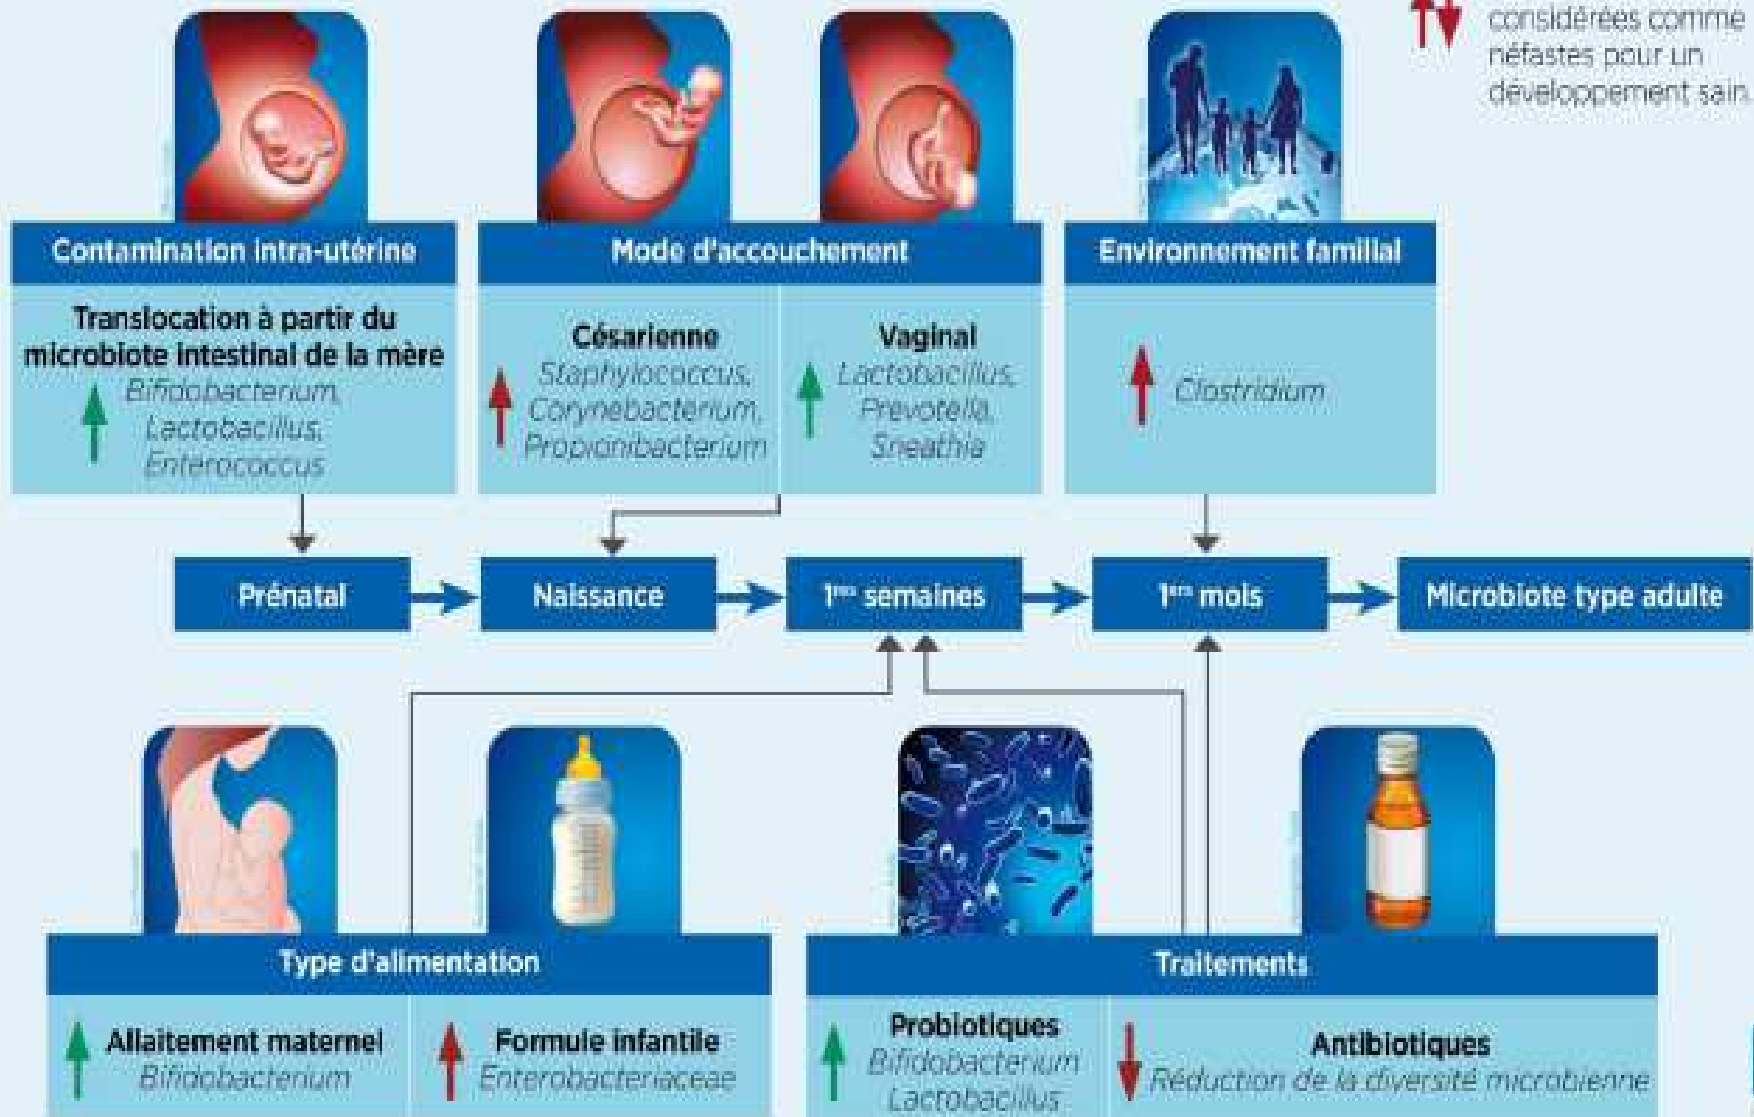 considérées comme
néfastes pour un
développement sain.
Contamination intra-utérine
Translocation à partir du
microbiote intestinal de la mère
Bifidobacterium,
Lactobacillus,
Enterococcus
Mode d'accouchement
Césarienne
Staphylococcus,
Corynebacterium,
Propionibacterium
Vaginal
Lactobacillus,
Prevotella,
Sneathia
Environnement familial
Clostridium
Prénatal
Naissance
1res semaines
1ers mois
Microbiote type adulte
Type d'alimentation
Allaitement maternel
Bifidobacterium
Formule infantile
Enterobacteriaceae
Traitements
Probiotiques
Bifidobacterium
Lactobacillus
Antibiotiques
Réduction de la diversité microbienne